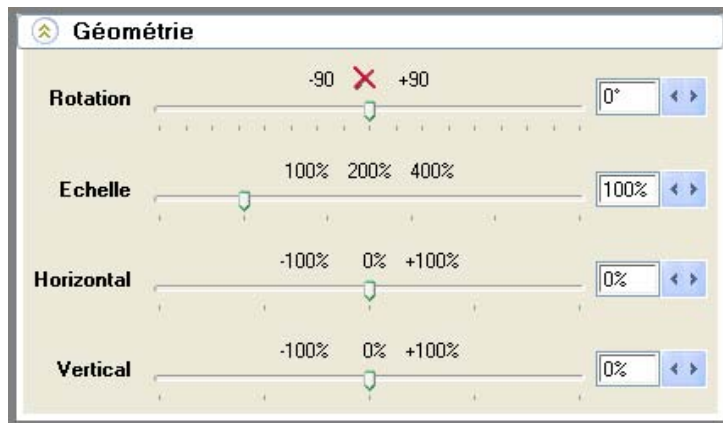 Géométrie
-90 +90
Rotation 0°
100% 200% 400%
Echelle 100%
-100% 0% +100%
Horizontal 0%
-100% 0% +100%
Vertical 0%